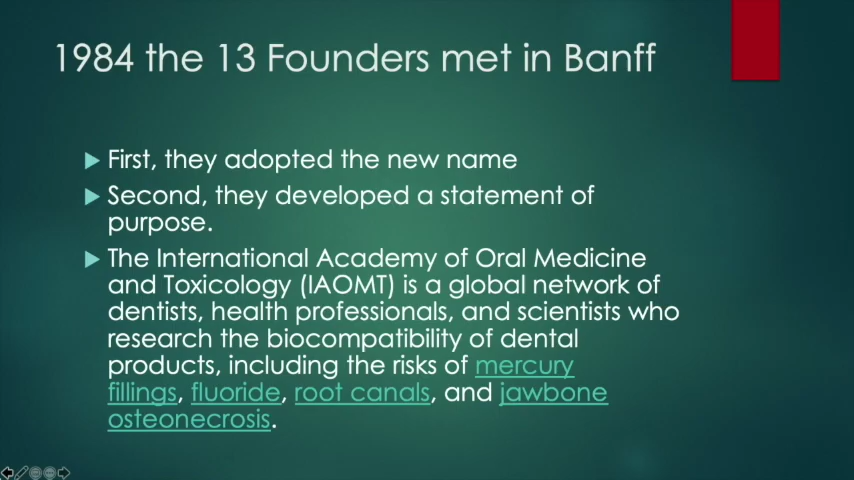 1984 the 13 Founders met in Banff
First, they adopted the new name
Second, they developed a statement of
purpose.
The International Academy of Oral Medicine
and Toxicology (IAOMT) is a global network of
dentists, health professionals, and scientists who
research the biocompatibility of dental
products, including the risks of mercury
fillings, fluoride, root canals, and jawbone
osteonecrosis.